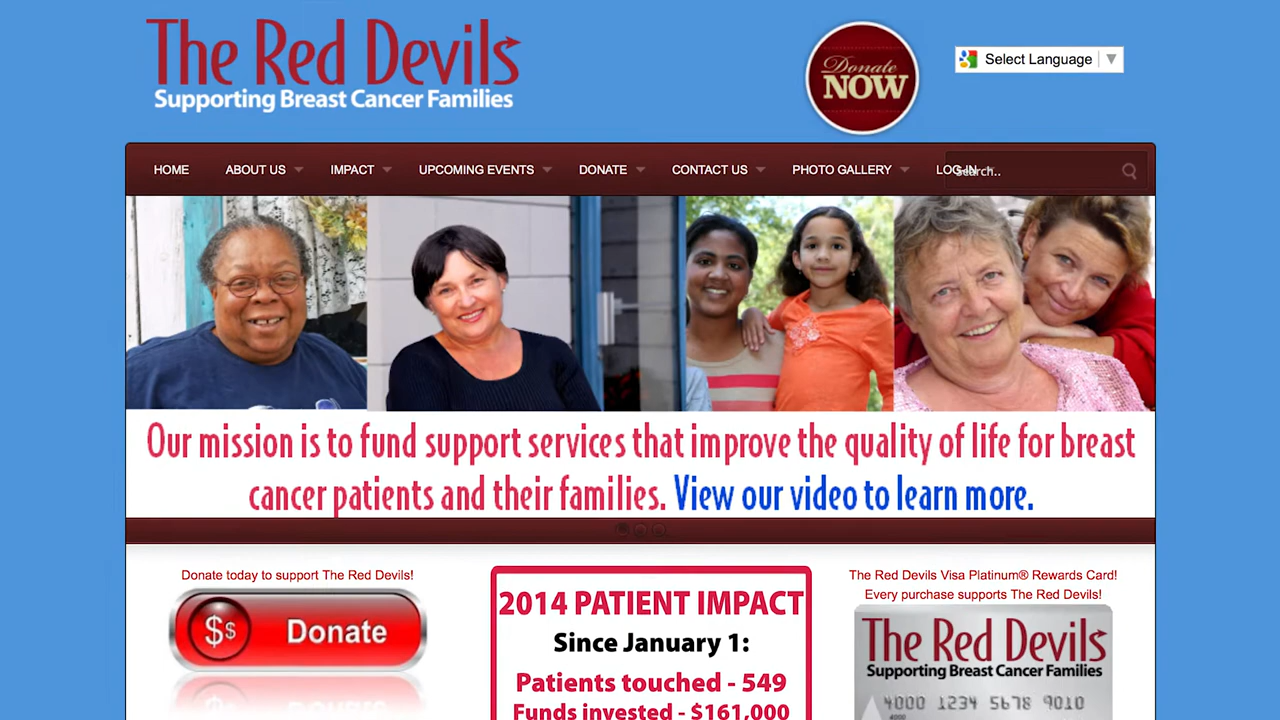 The Red Devils
Supporting Breast Cancer Families
Donate
NOW
Select Language
HOME ABOUT US IMPACT UPCOMING EVENTS DONATE CONTACT US PHOTO GALLERY LOG IN
Search..
Our mission is to fund support services that improve the quality of life for breast
cancer patients and their families. View our video to learn more.
Donate today to support The Red Devils!
$$ Donate
2014 PATIENT IMPACT
Since January 1:
Patients touched - 549
Funds invested - $161,000
The Red Devils Visa Platinum® Rewards Card!
Every purchase supports The Red Devils!
The Red Devils
Supporting Breast Cancer Families
4000 1234 5678 9010
4000